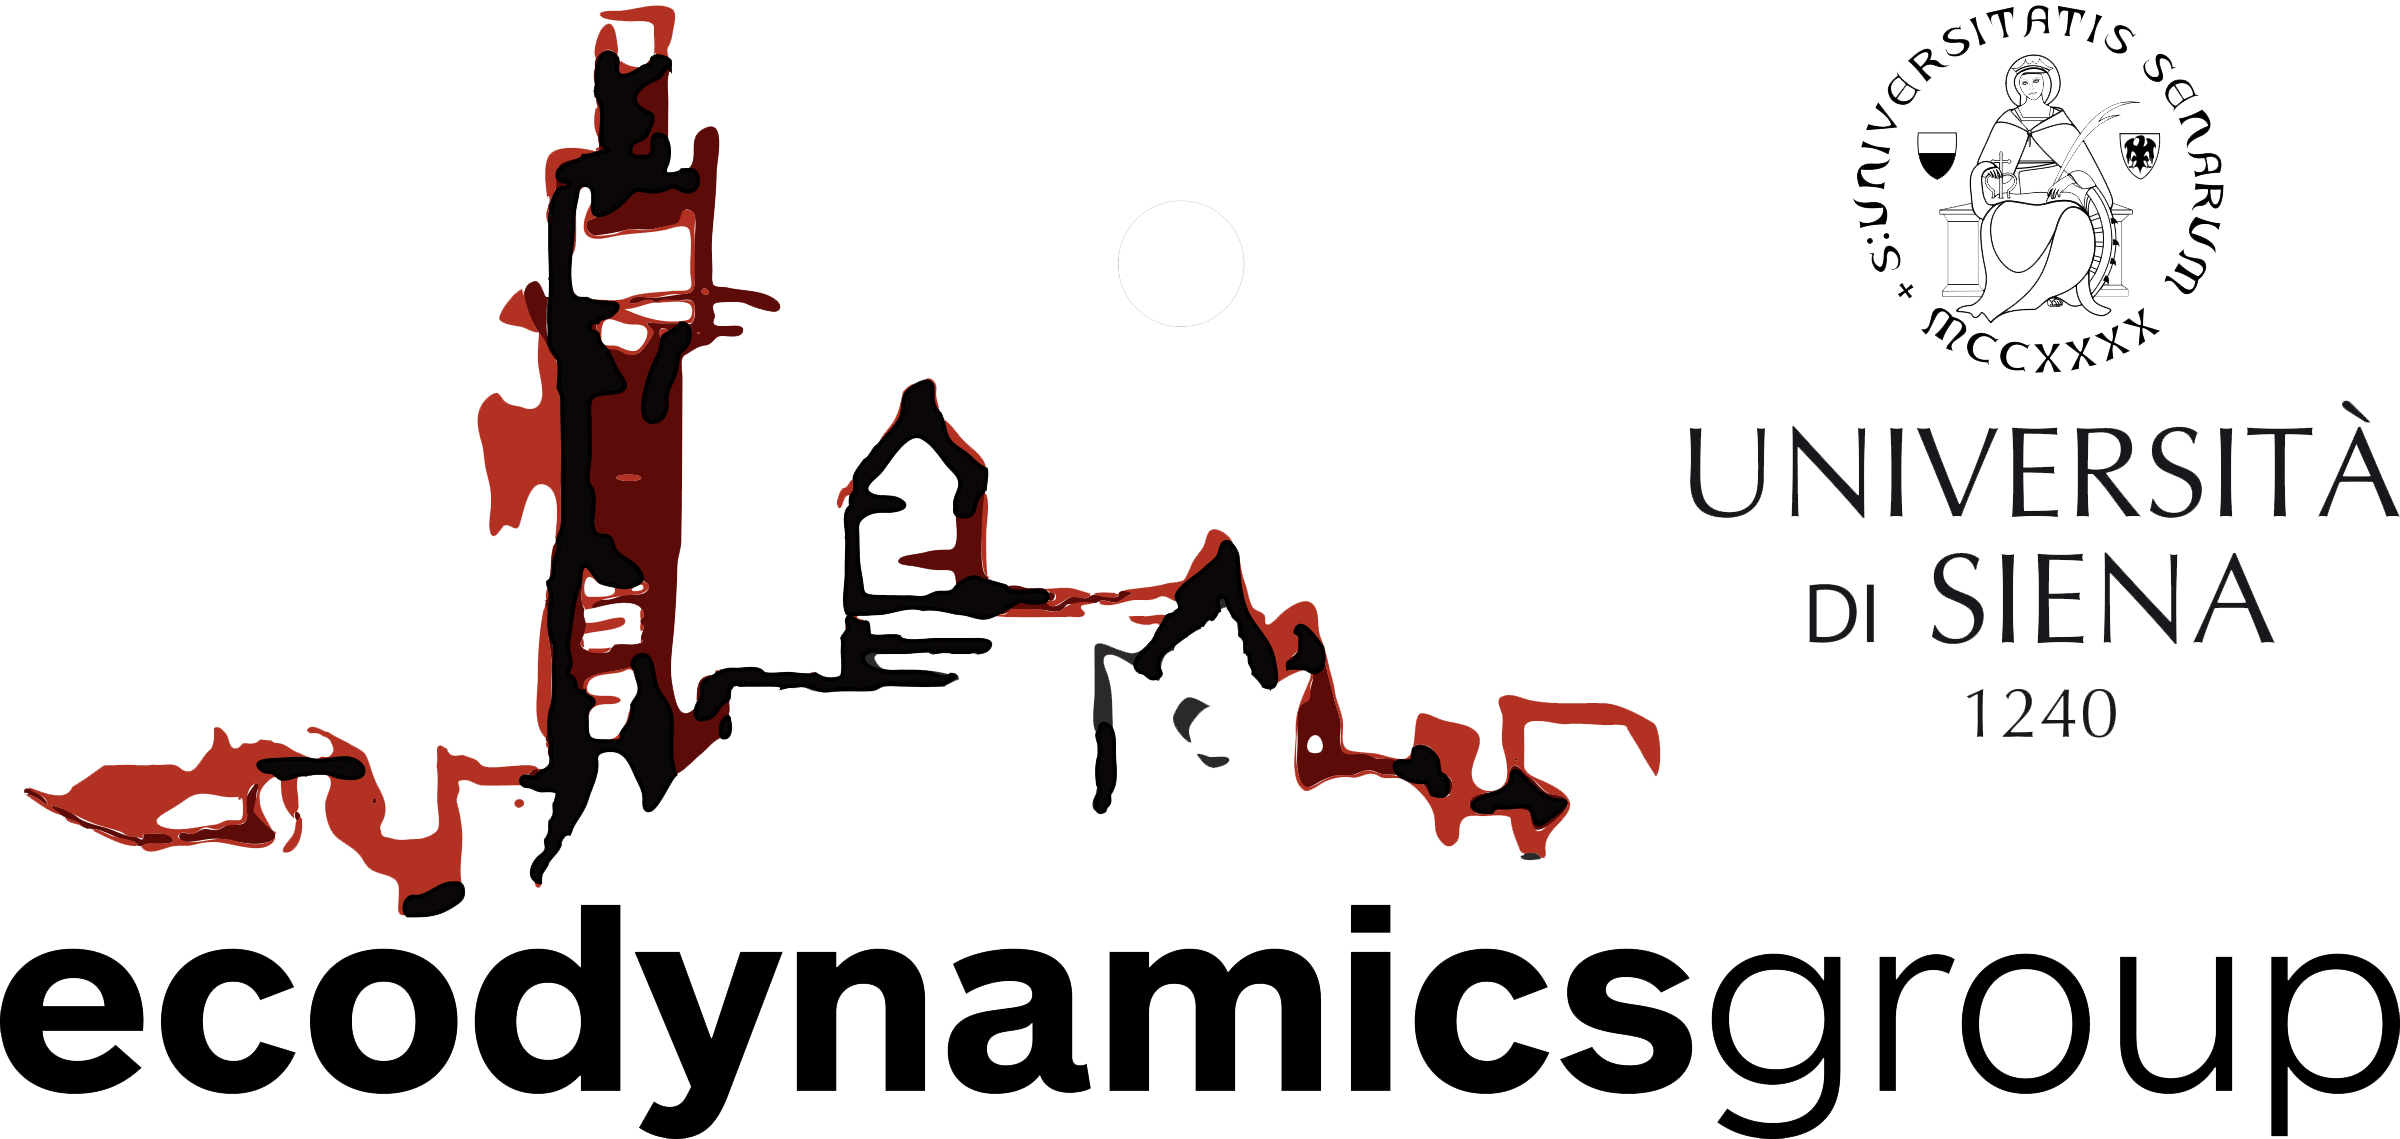 S:UNIVERSITATIS SENARUM
+ MCCXXXX
UNIVERSITÀ
DI SIENA
1240
ecodynamicsgroup